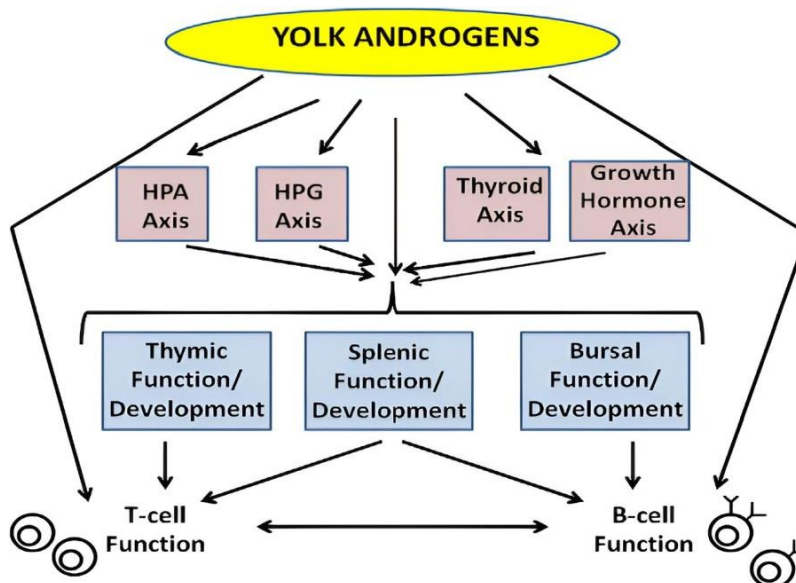 YOLK ANDROGENS
HPA
Axis
HPG
Axis
Thyroid
Axis
Growth
Hormone
Axis
Thymic
Function/
Development
Splenic
Function/
Development
Bursal
Function/
Development
T-cell
Function
B-cell
Function